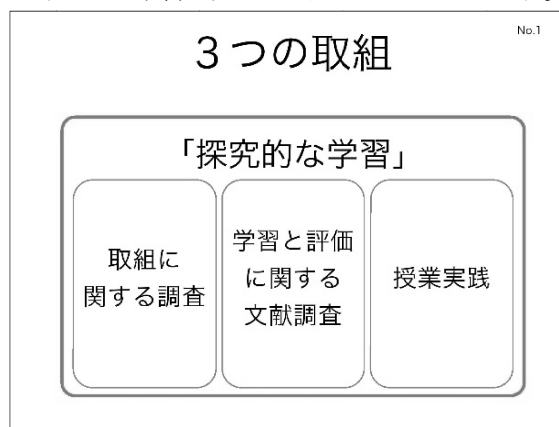 No.1
3つの取組
「探究的な学習」
取組に
関する調査
学習と評価
に関する
文献調査
授業実践